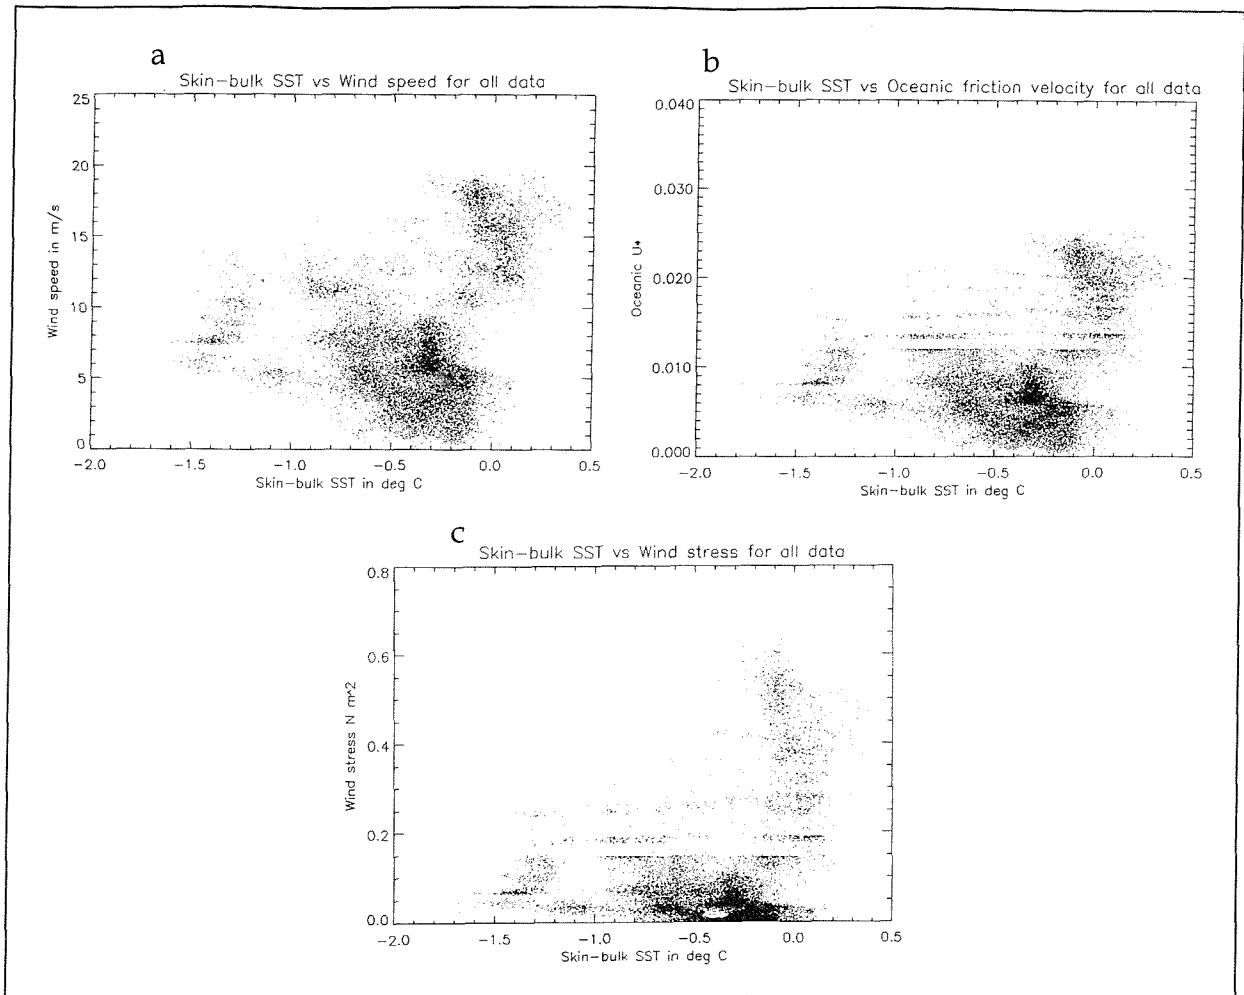 a
Skin-bulk SST vs Wind speed for all data
25
20
15
10
5
0
Wind speed in m/s
-2.0 -1.5 -1.0 -0.5 0.0 0.5
Skin-bulk SST in deg C
b
Skin-bulk SST vs Oceanic friction velocity for all data
0.040
0.030
0.020
0.010
0.000
Oceanic U*
-2.0 -1.5 -1.0 -0.5 0.0 0.5
Skin-bulk SST in deg C
c
Skin-bulk SST vs Wind stress for all data
0.8
0.6
0.4
0.2
0.0
Wind stress N m^2
-2.0 -1.5 -1.0 -0.5 0.0 0.5
Skin-bulk SST in deg C